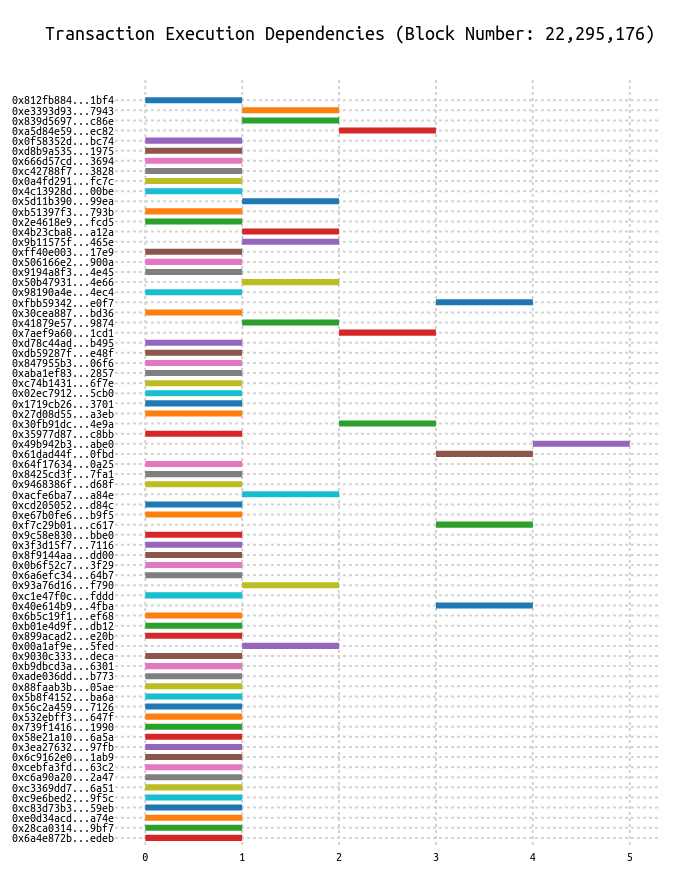 Transaction Execution Dependencies (Block Number: 22,295,176)
0x812fb884...1bf4
0xe3393d93...7943
0x839d5697...c86e
0xa5d84e59...ec82
0x0f58352d...bc74
0xd8b9a535...1975
0x666d57cd...3694
0xc42788f7...3828
0x0a4fd291...fc7c
0x4c13928d...00be
0x5d11b390...99ea
0xb51397f3...793b
0x2e4618e9...fcd5
0x4b23cba8...a12a
0x9b11575f...465e
0xff40e003...17e9
0x506166e2...900a
0x9194a8f3...4e45
0x50b47931...4e66
0x98190a4e...4ec4
0xfbb59342...e0f7
0x30cea887...bd36
0x41879e57...9874
0x7aef9a60...1cd1
0xd78c44ad...b495
0xdb59287f...e48f
0x847955b3...06f6
0xaba1ef83...2857
0xc74b1431...6f7e
0x02ec7912...5cb0
0x1719cb26...3701
0x27d08d55...a3eb
0x30fb91dc...4e9a
0x35977d87...c8bb
0x49b942b3...abe0
0x61dad44f...0fbd
0x64f17634...0a25
0x8425cd3f...7fa1
0x9468386f...d68f
0xacfe6ba7...a84e
0xcd205052...d84c
0xe67b0fe6...b9f5
0xf7c29b01...c617
0x9c58e830...bbe0
0x3f3d15f7...7116
0x8f9144aa...dd00
0x0b6f52c7...3f29
0x6a6efc34...64b7
0x93a76d16...f790
0xc1e47f0c...fddd
0x40e614b9...4fba
0x6b5c19f1...ef68
0xb01e4d9f...db12
0x899acad2...e20b
0x00a1af9e...5fed
0x9030c333...deca
0xb9dbcd3a...6301
0xade036dd...b773
0x88faab3b...05ae
0x5b8f4152...ba6a
0x56c2a459...7126
0x532ebff3...647f
0x739f1416...1990
0x58e21a10...6a5a
0x3ea27632...97fb
0x6c9162e0...1ab9
0xcebfa3fd...63c2
0xc6a90a20...2a47
0xc3369dd7...6a51
0xc9e6bed2...9f5c
0xc83d73b3...59eb
0xe0d34acd...a74e
0x28ca0314...9bf7
0x6a4e872b...edeb
0 1 2 3 4 5